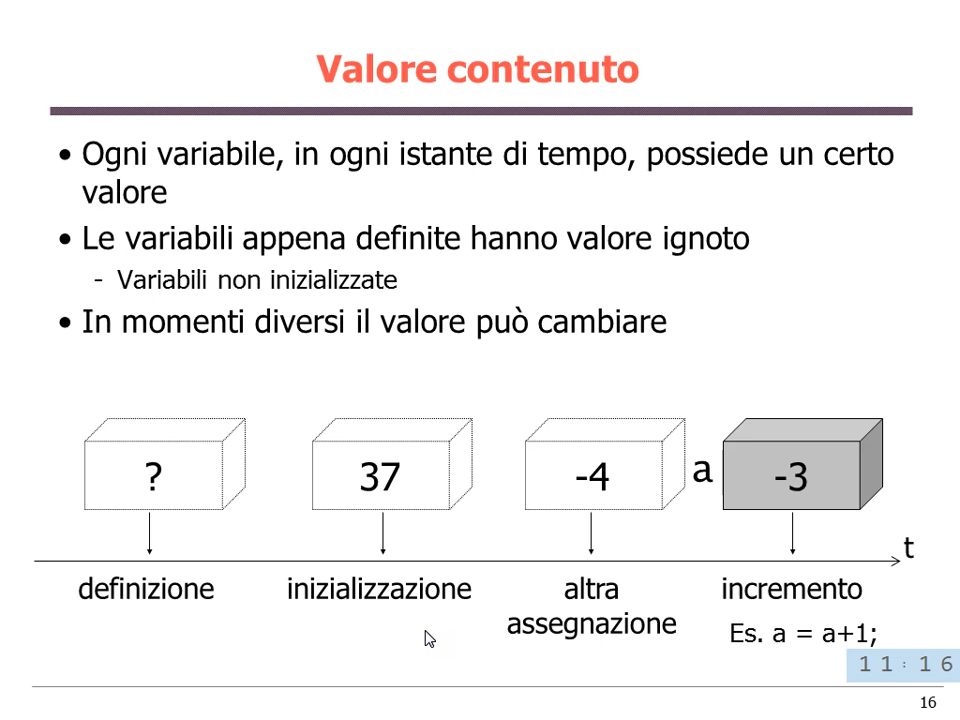 Valore contenuto
• Ogni variabile, in ogni istante di tempo, possiede un certo
valore
• Le variabili appena definite hanno valore ignoto
- Variabili non inizializzate
• In momenti diversi il valore può cambiare
? 37 -4 a -3
t
definizione inizializzazione altra incremento
assegnazione
Es. a = a+1;
11:16
16